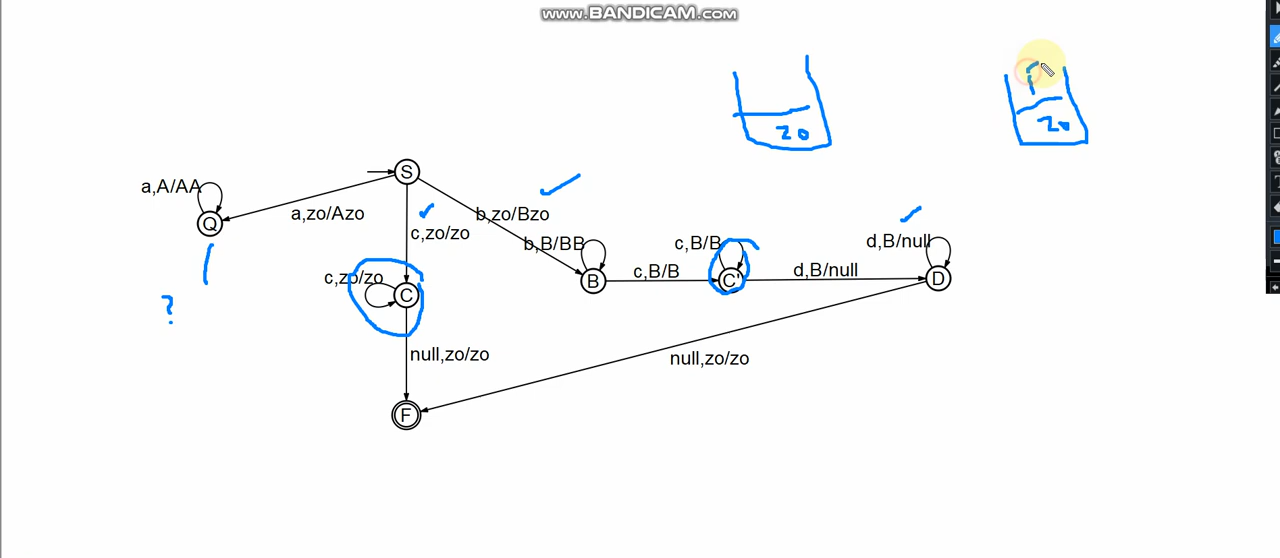 www.BANDICAM.com
zo
zo
S
a,A/AA
a,zo/Azo
b,zo/Bzo
Q
c,zo/zo
b,B/BB
c,B/B
d,B/null
c,zo/zo
C
B
c,B/B
C'
d,B/null
D
?
null,zo/zo
null,zo/zo
F